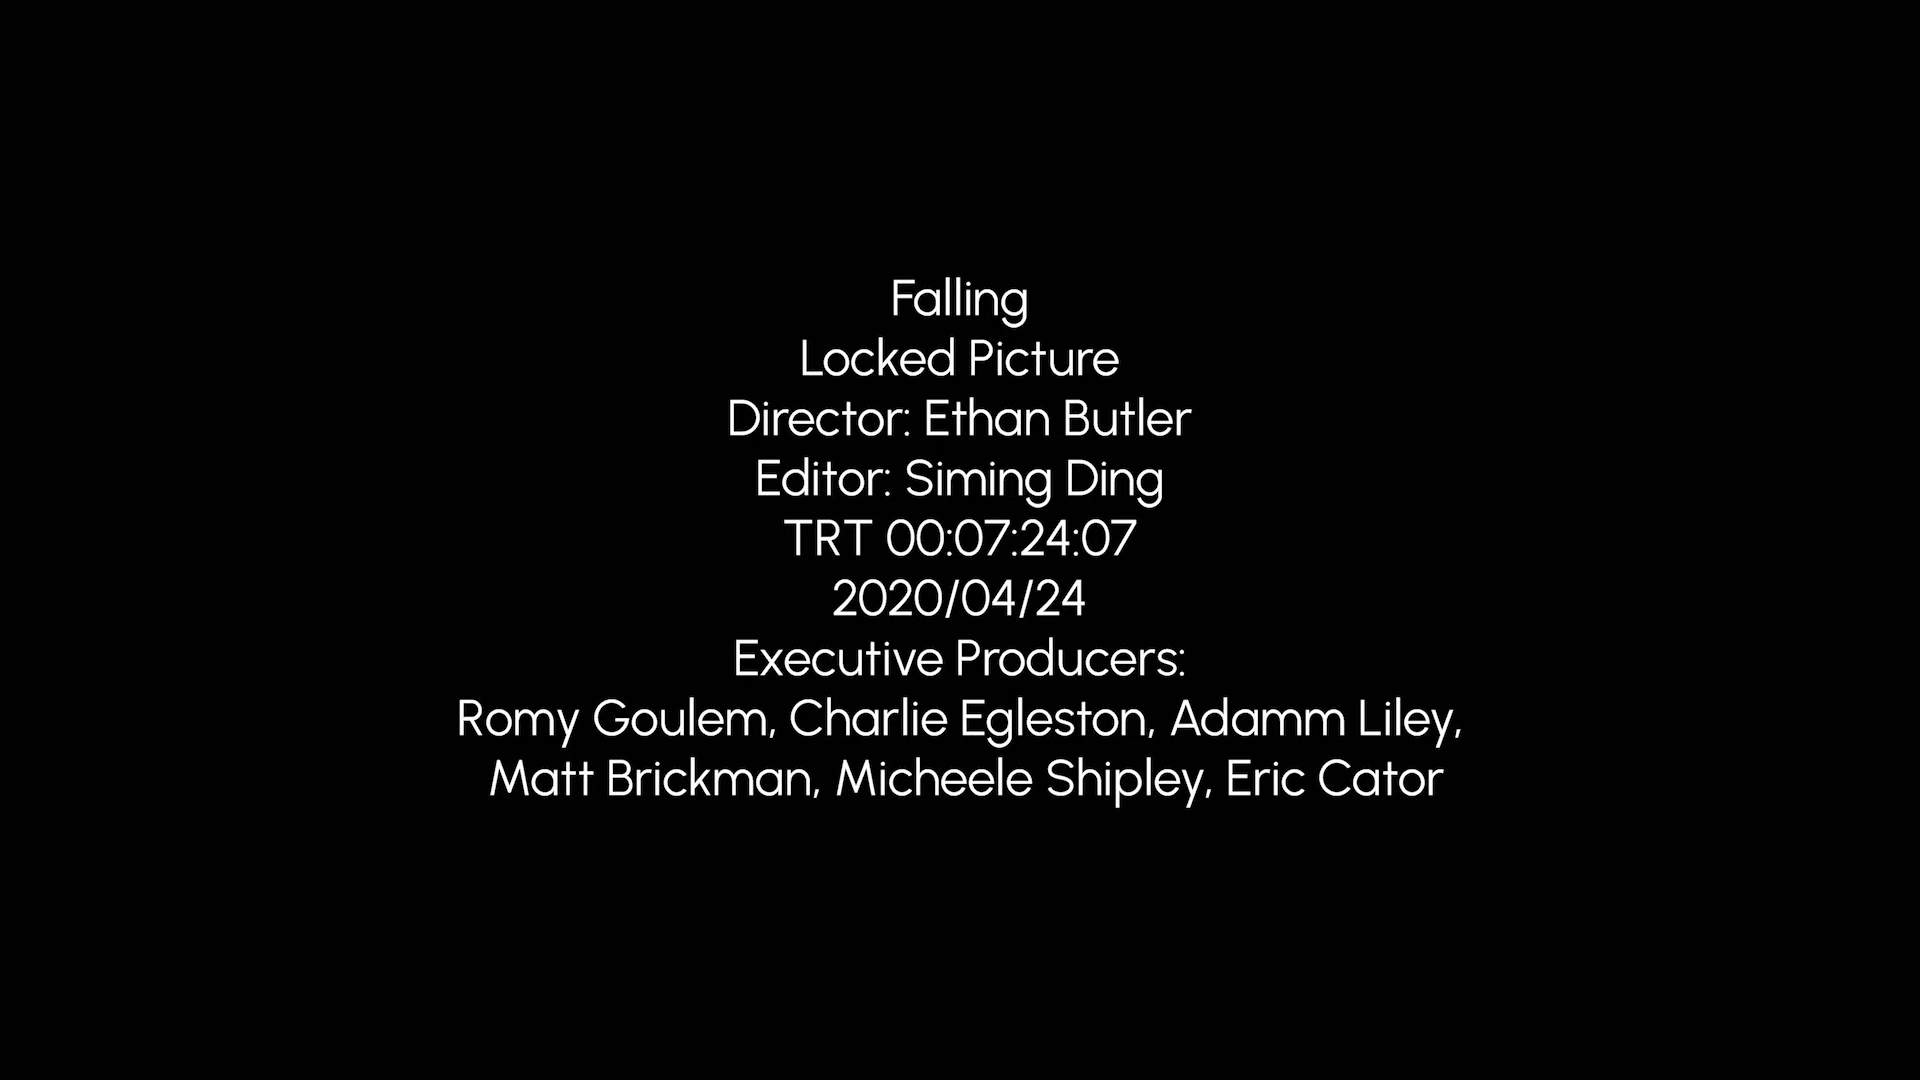 Falling
Locked Picture
Director: Ethan Butler
Editor: Siming Ding
TRT 00:07:24:07
2020/04/24
Executive Producers:
Romy Goulem, Charlie Egleston, Adamm Liley,
Matt Brickman, Micheele Shipley, Eric Cator